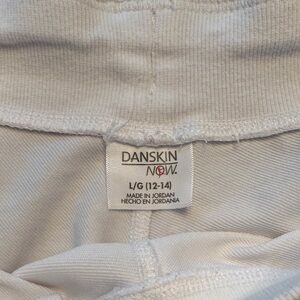 DANSKIN
NOW.
L/G (12-14)
MADE IN JORDAN
HECHO EN JORDANIA